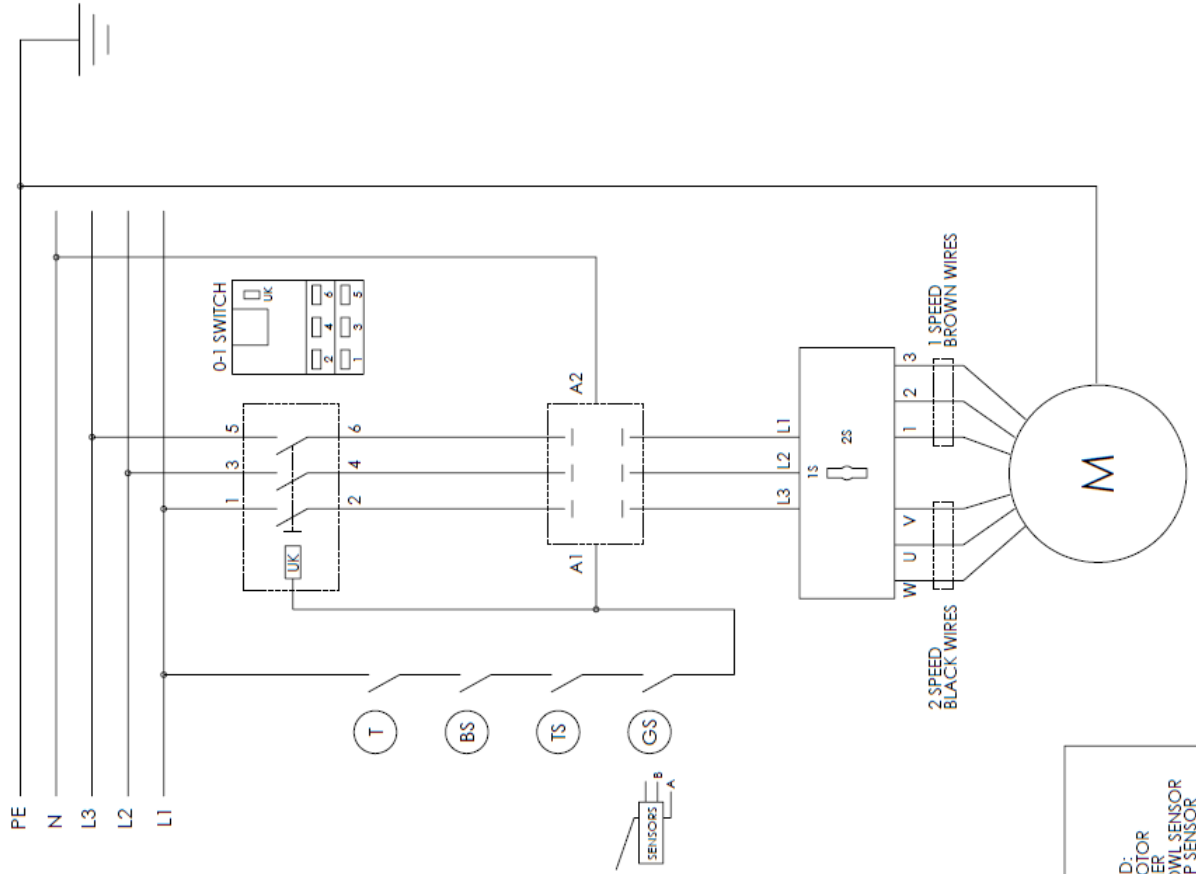 PE
N
L3
L2
L1
0-1 SWITCH
UK
2 4 6
1 3 5
1 3 5
UK
2 4 6
T
BS
TS
GS
SENSORS
B
A
A1
A2
L3 L2 L1
1S
2S
W U V
1 2 3
2 SPEED
BLACK WIRES
1 SPEED
BROWN WIRES
M
D:
OTOR
ER
OWL SENSOR
P SENSOR